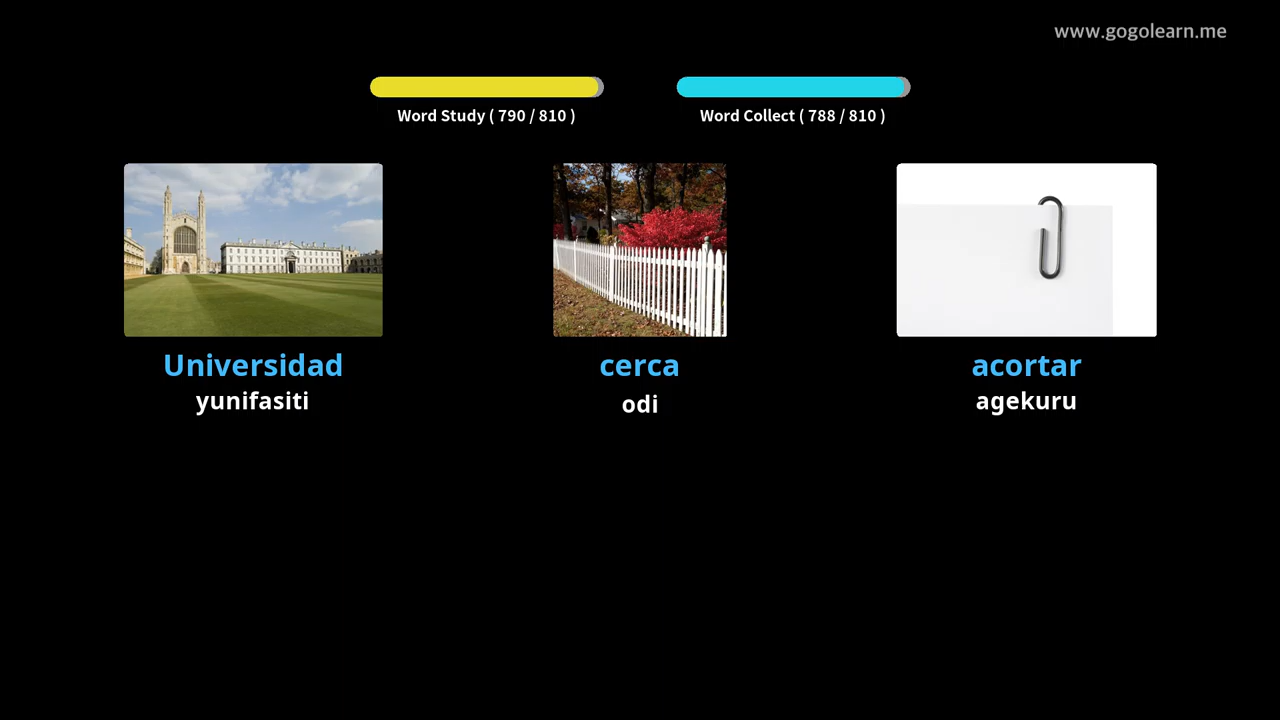 www.gogolearn.me
Word Study ( 790 / 810 )
Word Collect ( 788 / 810 )
Universidad
yunifasiti
cerca
odi
acortar
agekuru